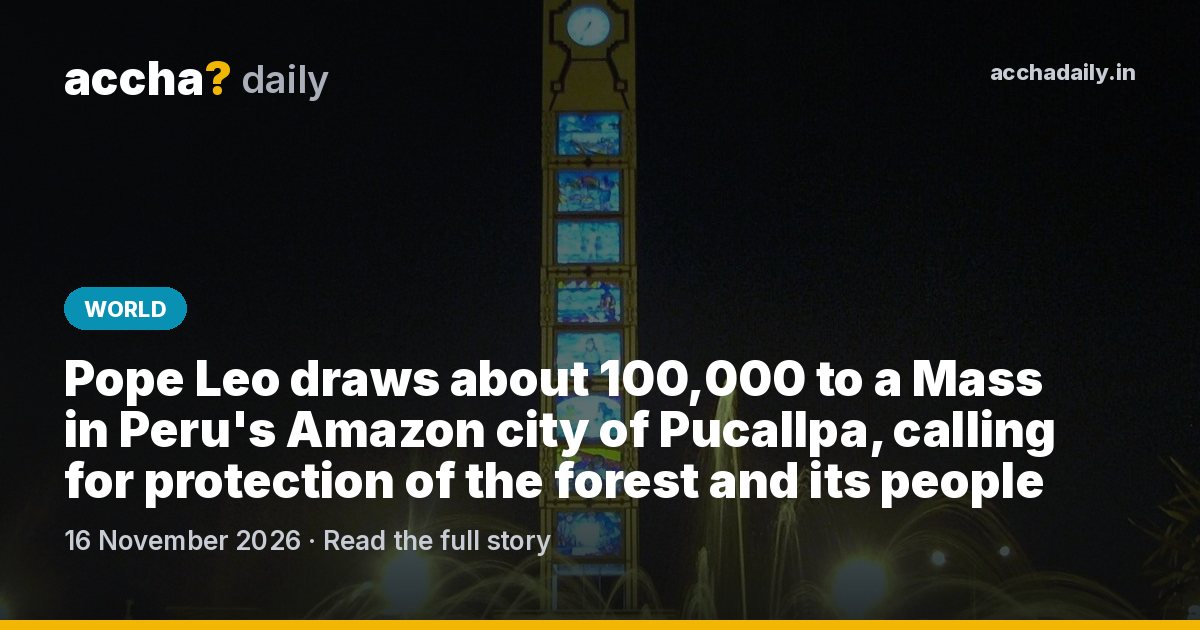 accha? daily
acchadaily.in
WORLD
Pope Leo draws about 100,000 to a Mass
in Peru's Amazon city of Pucallpa, calling
for protection of the forest and its people
16 November 2026 · Read the full story